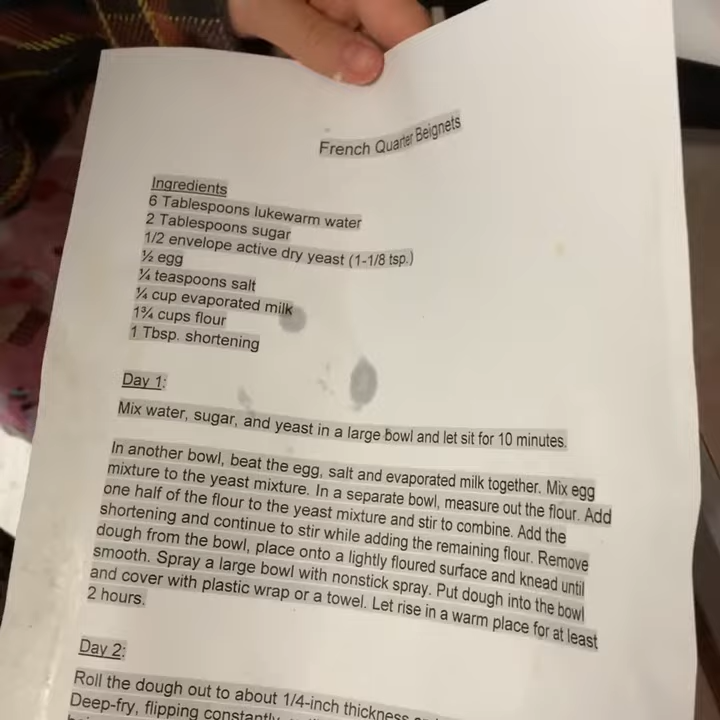 French Quarter Beignets
Ingredients
6 Tablespoons lukewarm water
2 Tablespoons sugar
1/2 envelope active dry yeast (1-1/8 tsp.)
½ egg
¼ teaspoons salt
¼ cup evaporated milk
1¾ cups flour
1 Tbsp. shortening
Day 1:
Mix water, sugar, and yeast in a large bowl and let sit for 10 minutes.
In another bowl, beat the egg, salt and evaporated milk together. Mix egg
mixture to the yeast mixture. In a separate bowl, measure out the flour. Add
one half of the flour to the yeast mixture and stir to combine. Add the
shortening and continue to stir while adding the remaining flour. Remove
dough from the bowl, place onto a lightly floured surface and knead until
smooth. Spray a large bowl with nonstick spray. Put dough into the bowl
and cover with plastic wrap or a towel. Let rise in a warm place for at least
2 hours.
Day 2:
Roll the dough out to about 1/4-inch thickness
Deep-fry, flipping constantly